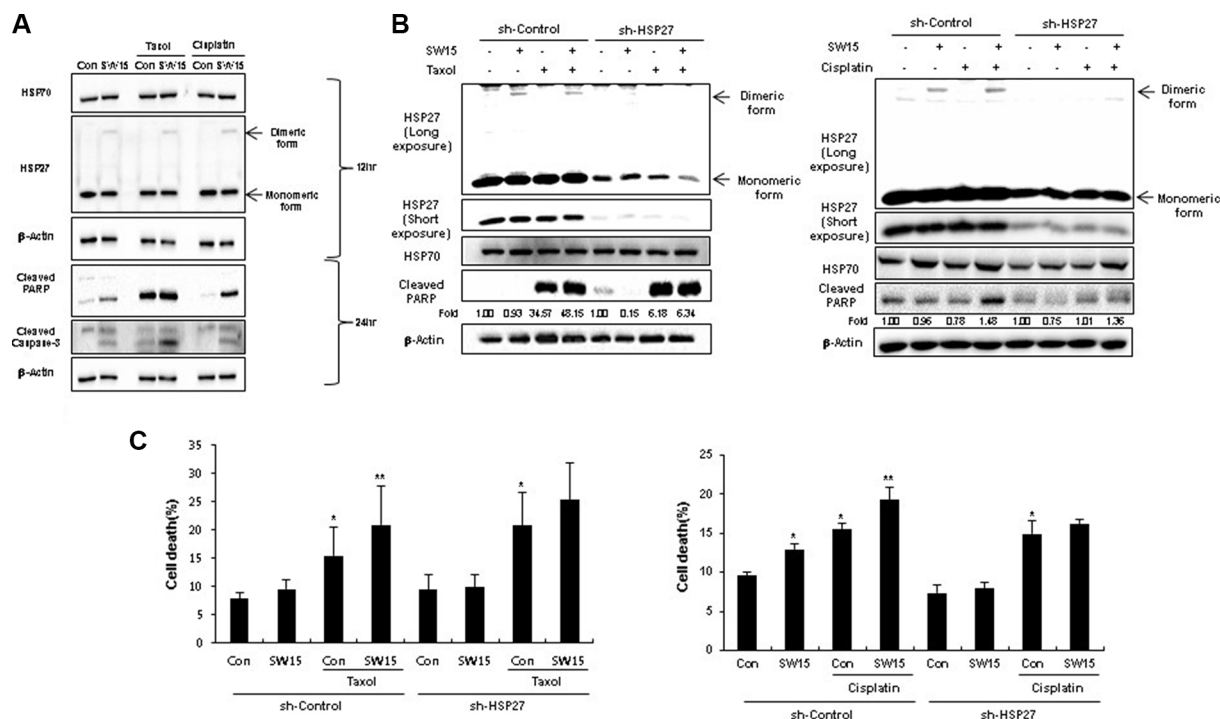 A
Taxol Cisplatin
Con SW15 Con SW15 Con SW15
HSP70
HSP27
Dimeric
form
Monomeric
form
12hr
β-Actin
Cleaved
PARP
Cleaved
Caspase-3
24hr
β-Actin
B
sh-Control sh-HSP27
SW15 - + - + - + - +
Taxol - - + + - - + +
HSP27
(Long
exposure)
Dimeric
form
Monomeric
form
HSP27
(Short
exposure)
HSP70
Cleaved
PARP
Fold 1.00 0.93 34.57 48.15 1.00 0.15 6.18 6.34
β-Actin
sh-Control sh-HSP27
SW15 - + - + - + - +
Cisplatin - - + + - - + +
HSP27
(Long
exposure)
Dimeric
form
Monomeric
form
HSP27
(Short
exposure)
HSP70
Cleaved
PARP
Fold 1.00 0.96 0.78 1.48 1.00 0.75 1.01 1.36
β-Actin
C
Cell death(%)
35
30
25
20
15
10
5
0
* ** *
Con SW15 Con SW15 Con SW15 Con SW15
Taxol Taxol
sh-Control sh-HSP27
Cell death(%)
25
20
15
10
5
0
* * ** *
Con SW15 Con SW15 Con SW15 Con SW15
Cisplatin Cisplatin
sh-Control sh-HSP27